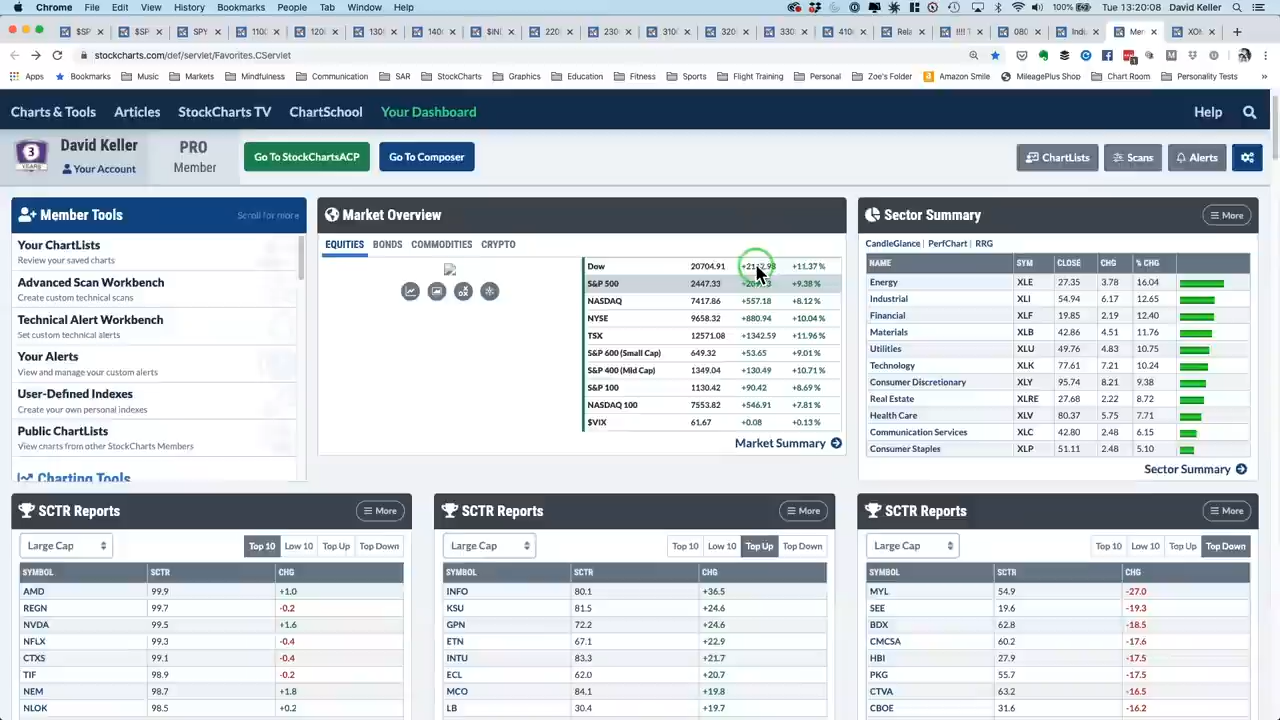 Chrome File Edit View History Bookmarks People Tab Window Help 100% Tue 13:20:08 David Keller
$SP $SP SPY 110 120 130 140 $IN 220 230 310 320 330 410 Rela !!!! 080 Indu Mem XOM
stockcharts.com/def/servlet/Favorites.CServlet
Apps Bookmarks Music Markets Mindfulness Communication SAR StockCharts Graphics Education Fitness Sports Flight Training Personal Zoe's Folder Amazon Smile MileagePlus Shop Chart Room Personality Tests
Charts & Tools Articles StockCharts TV ChartSchool Your Dashboard Help
3 YEARS David Keller Your Account PRO Member Go To StockChartsACP Go To Composer ChartLists Scans Alerts
Member Tools Scroll for more
Your ChartLists
Review your saved charts
Advanced Scan Workbench
Create custom technical scans
Technical Alert Workbench
Set custom technical alerts
Your Alerts
View and manage your custom alerts
User-Defined Indexes
Create your own personal indexes
Public ChartLists
View charts from other StockCharts Members
Charting Tools
Market Overview
EQUITIES BONDS COMMODITIES CRYPTO
Dow 20704.91 +11.37 %
S&P 500 2447.33 +9.38 %
NASDAQ 7417.86 +557.18 +8.12 %
NYSE 9658.32 +880.94 +10.04 %
TSX 12571.08 +1342.59 +11.96 %
S&P 600 (Small Cap) 649.32 +53.65 +9.01 %
S&P 400 (Mid Cap) 1349.04 +130.49 +10.71 %
S&P 100 1130.42 +90.42 +8.69 %
NASDAQ 100 7553.82 +546.91 +7.81 %
$VIX 61.67 +0.08 +0.13 %
Market Summary
Sector Summary More
CandleGlance | PerfChart | RRG
NAME SYM CLOSE CHG % CHG
Energy XLE 27.35 3.78 16.04
Industrial XLI 54.94 6.17 12.65
Financial XLF 19.85 2.19 12.40
Materials XLB 42.86 4.51 11.76
Utilities XLU 49.76 4.83 10.75
Technology XLK 77.61 7.21 10.24
Consumer Discretionary XLY 95.74 8.21 9.38
Real Estate XLRE 27.68 2.22 8.72
Health Care XLV 80.37 5.75 7.71
Communication Services XLC 42.80 2.48 6.15
Consumer Staples XLP 51.11 2.48 5.10
Sector Summary
SCTR Reports More
Large Cap Top 10 Low 10 Top Up Top Down
SYMBOL SCTR CHG
AMD 99.9 +1.0
REGN 99.7 -0.2
NVDA 99.5 +1.6
NFLX 99.3 -0.4
CTXS 99.1 -0.4
TIF 98.9 -0.2
NEM 98.7 +1.8
NLOK 98.5 +0.2
SCTR Reports More
Large Cap Top 10 Low 10 Top Up Top Down
SYMBOL SCTR CHG
INFO 80.1 +36.5
KSU 81.5 +24.6
GPN 72.2 +24.6
ETN 67.1 +22.9
INTU 83.3 +21.7
ECL 62.0 +20.7
MCO 84.1 +19.8
LB 30.4 +19.7
SCTR Reports More
Large Cap Top 10 Low 10 Top Up Top Down
SYMBOL SCTR CHG
MYL 54.9 -27.0
SEE 19.6 -19.3
BDX 62.8 -18.5
CMCSA 60.2 -17.6
HBI 27.9 -17.5
PKG 55.7 -17.5
CTVA 63.2 -16.5
CBOE 31.6 -16.2